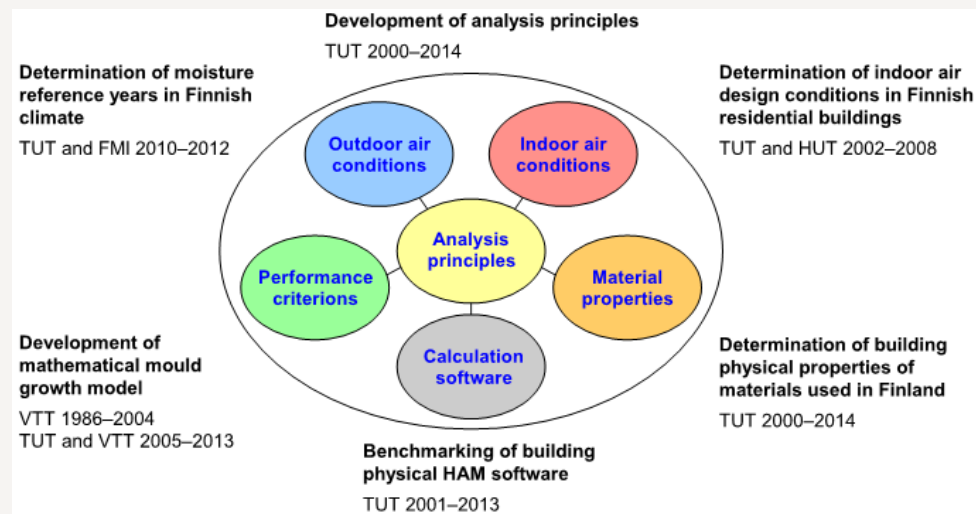 Development of analysis principles
TUT 2000–2014
Determination of moisture
reference years in Finnish
climate
TUT and FMI 2010–2012
Determination of indoor air
design conditions in Finnish
residential buildings
TUT and HUT 2002–2008
Outdoor air
conditions
Indoor air
conditions
Analysis
principles
Performance
criterions
Material
properties
Calculation
software
Development of
mathematical mould
growth model
VTT 1986–2004
TUT and VTT 2005–2013
Determination of building
physical properties of
materials used in Finland
TUT 2000–2014
Benchmarking of building
physical HAM software
TUT 2001–2013